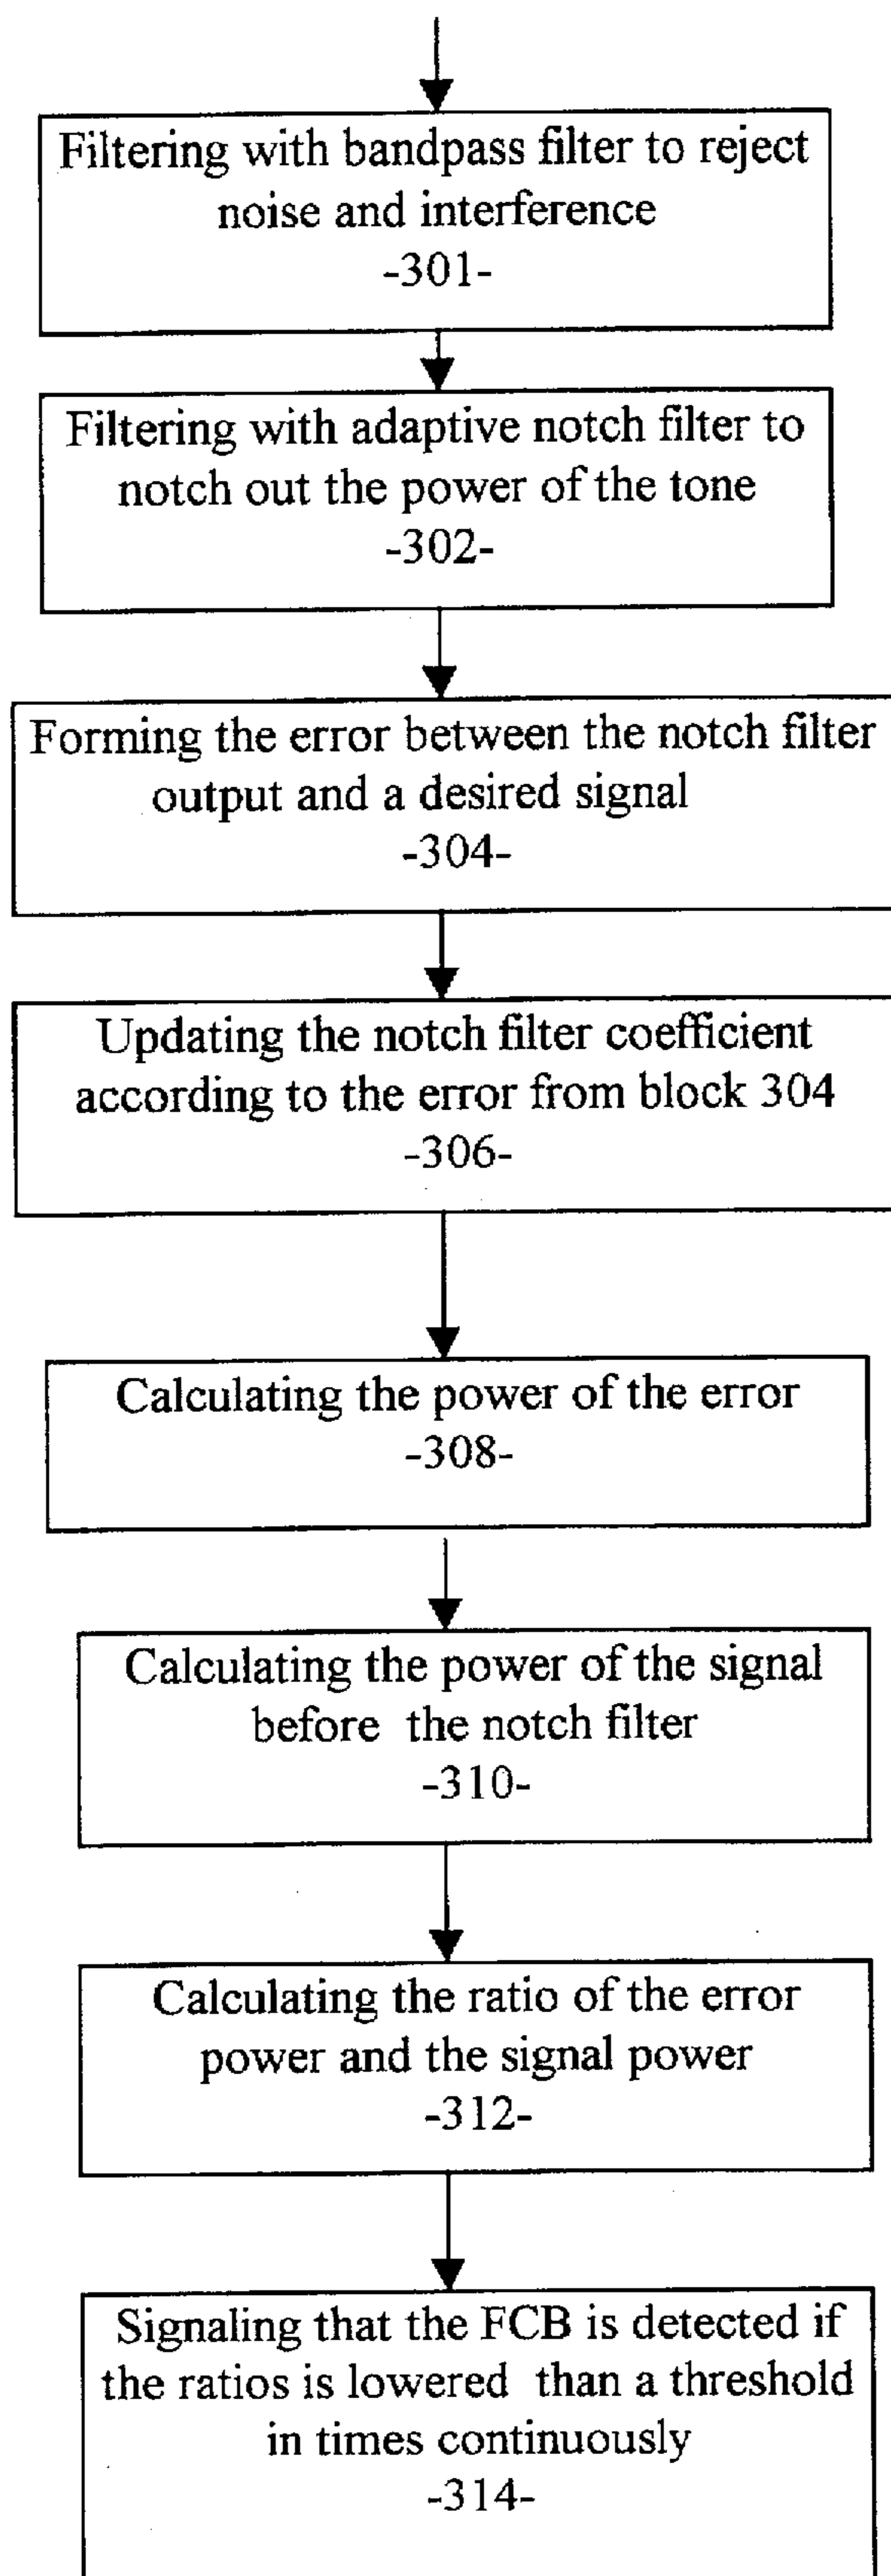 Filtering with bandpass filter to reject
noise and interference
-301-
Filtering with adaptive notch filter to
notch out the power of the tone
-302-
Forming the error between the notch filter
output and a desired signal
-304-
Updating the notch filter coefficient
according to the error from block 304
-306-
Calculating the power of the error
-308-
Calculating the power of the signal
before the notch filter
-310-
Calculating the ratio of the error
power and the signal power
-312-
Signaling that the FCB is detected if
the ratios is lowered than a threshold
in times continuously
-314-